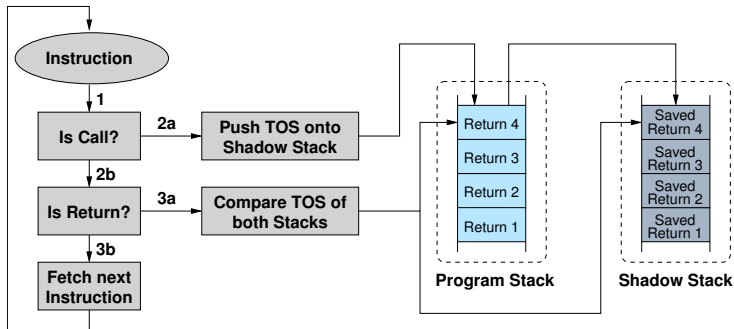 Instruction
1
Is Call?
2a
Push TOS onto
Shadow Stack
2b
Is Return?
3a
Compare TOS of
both Stacks
3b
Fetch next
Instruction
Return 4
Return 3
Return 2
Return 1
Program Stack
Saved
Return 4
Saved
Return 3
Saved
Return 2
Saved
Return 1
Shadow Stack